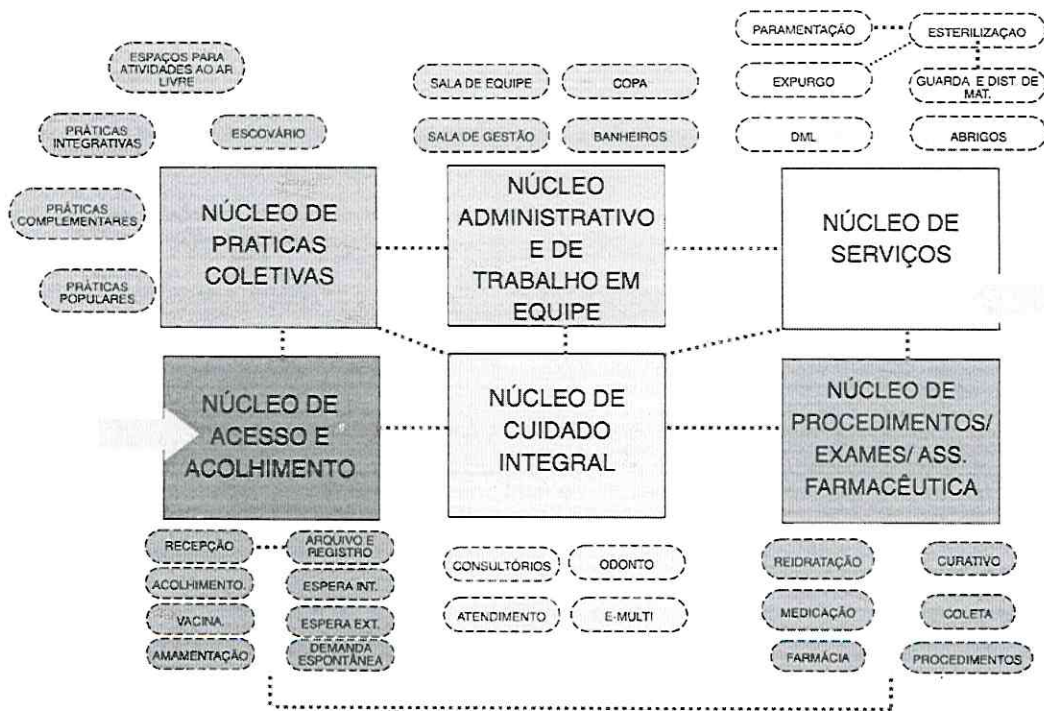 ESPAÇOS PARA
ATIVIDADES AO AR
LIVRE
PRÁTICAS
INTEGRATIVAS
ESCOVÁRIO
PRÁTICAS
COMPLEMENTARES
PRÁTICAS
POPULARES
SALA DE EQUIPE
COPA
SALA DE GESTÃO
BANHEIROS
PARAMENTAÇÃO
ESTERILIZAÇAO
EXPURGO
GUARDA E DIST. DE
MAT.
DML
ABRIGOS
NÚCLEO DE
PRATICAS
COLETIVAS
NÚCLEO
ADMINISTRATIVO
E DE
TRABALHO EM
EQUIPE
NÚCLEO DE
SERVIÇOS
NÚCLEO DE
ACESSO E
ACOLHIMENTO
NÚCLEO DE
CUIDADO
INTEGRAL
NÚCLEO DE
PROCEDIMENTOS/
EXAMES/ ASS.
FARMACÊUTICA
RECEPÇÃO
ARQUIVO E
REGISTRO
ACOLHIMENTO.
ESPERA INT.
VACINA.
ESPERA EXT.
AMAMENTAÇÃO
DEMANDA
ESPONTÂNEA
CONSULTÓRIOS
ODONTO
ATENDIMENTO
E-MULTI
REIDRATAÇÃO
CURATIVO
MEDICAÇÃO
COLETA
FARMÁCIA
PROCEDIMENTOS